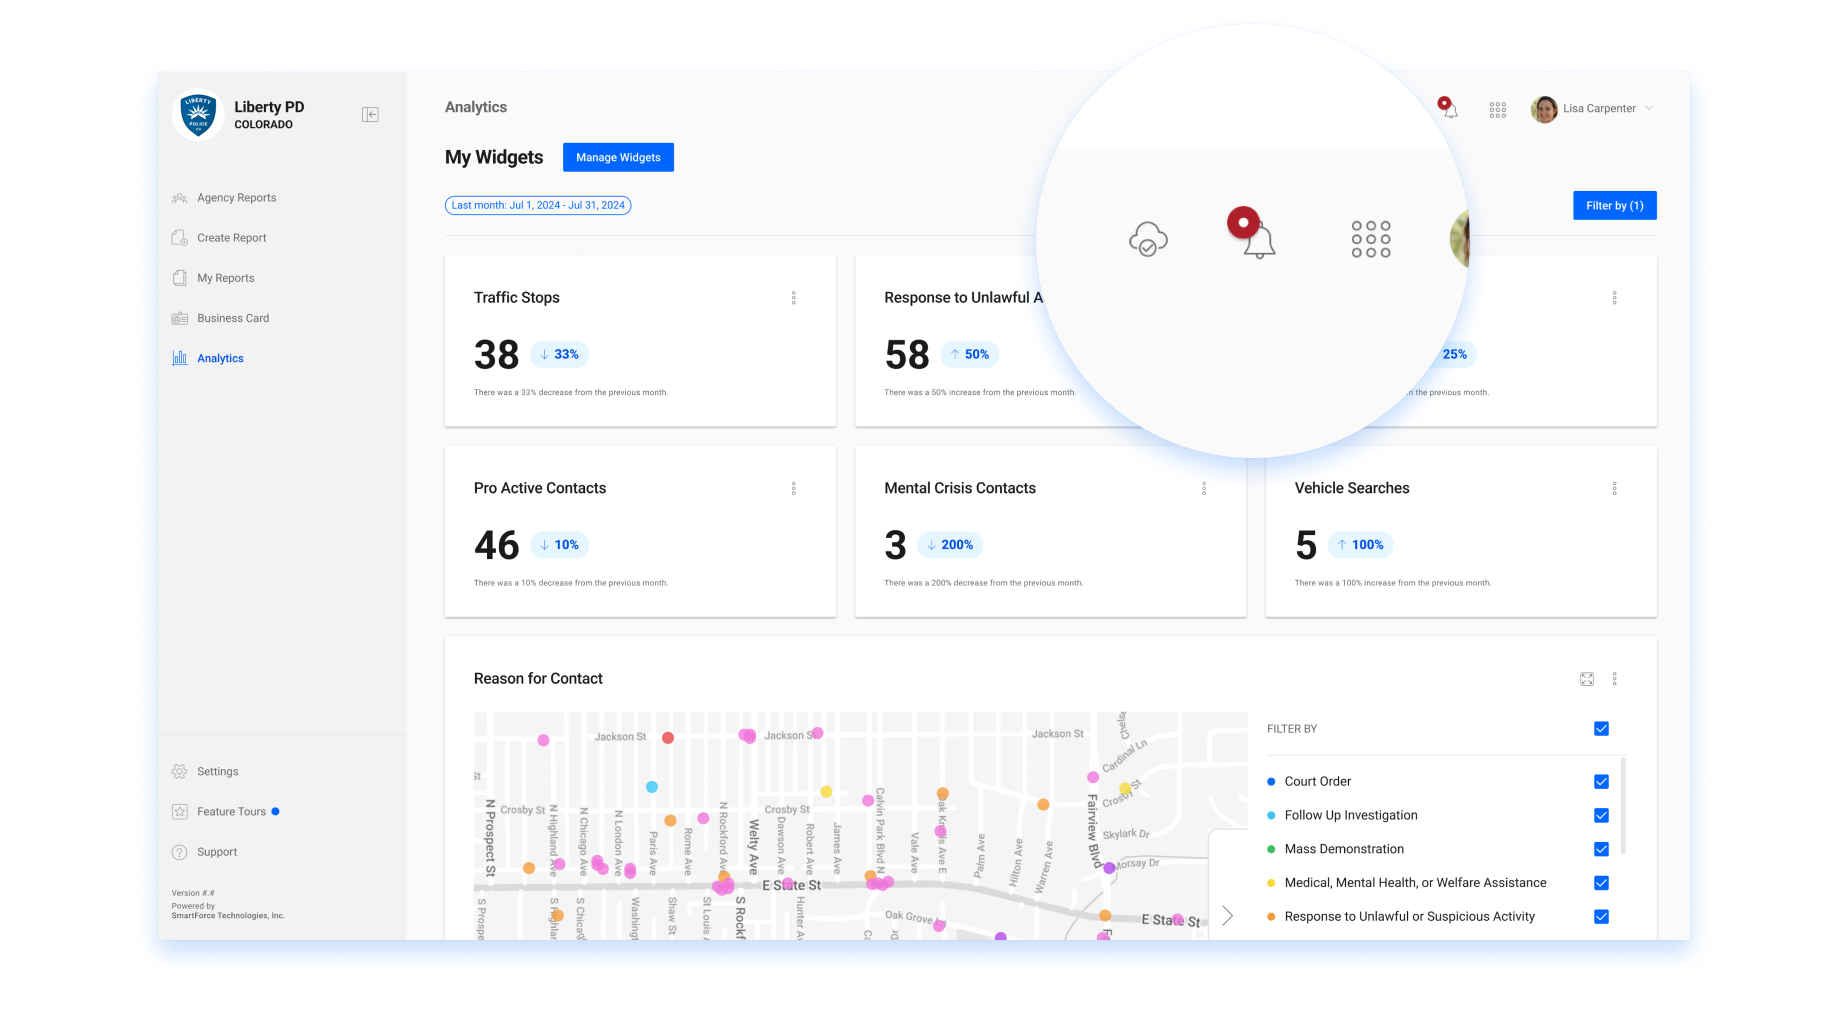 LIBERTY
POLICE
Liberty PD
COLORADO
Agency Reports
Create Report
My Reports
Business Card
Analytics
Settings
Feature Tours
Support
Version #.#
Powered by
SmartForce Technologies, Inc.
Analytics
Lisa Carpenter
My Widgets
Manage Widgets
Last month: Jul 1, 2024 - Jul 31, 2024
Filter by (1)
Traffic Stops
38
33%
There was a 33% decrease from the previous month.
Response to Unlawful A
58
50%
There was a 50% increase from the previous month.
25%
the previous month.
Pro Active Contacts
46
10%
There was a 10% decrease from the previous month.
Mental Crisis Contacts
3
200%
There was a 200% decrease from the previous month.
Vehicle Searches
5
100%
There was a 100% increase from the previous month.
Reason for Contact
Jackson St
Jackson St
Jackson St
Cardinal Ln
St
Crosby St
Crosby St
Crosby St
Skylark Dr
Morsay Dr
N Prospect St
N Highland Ave
N Chicago Ave
N London Ave
Paris Ave
Rome Ave
N Rockford Ave
Welty Ave
Dawson Ave
Robert Ave
James Ave
Calvin Park Blvd N
Vale Ave
Oak Knolls Ave E
Palm Ave
Hilton Ave
Warren Ave
Fairview Blvd
E State St
E State St
Oak Grove
S Prospe
S Highlan
S Chicag
Washingt
Shaw St
St Louis
S Rockf
Hunter A
FILTER BY
Court Order
Follow Up Investigation
Mass Demonstration
Medical, Mental Health, or Welfare Assistance
Response to Unlawful or Suspicious Activity